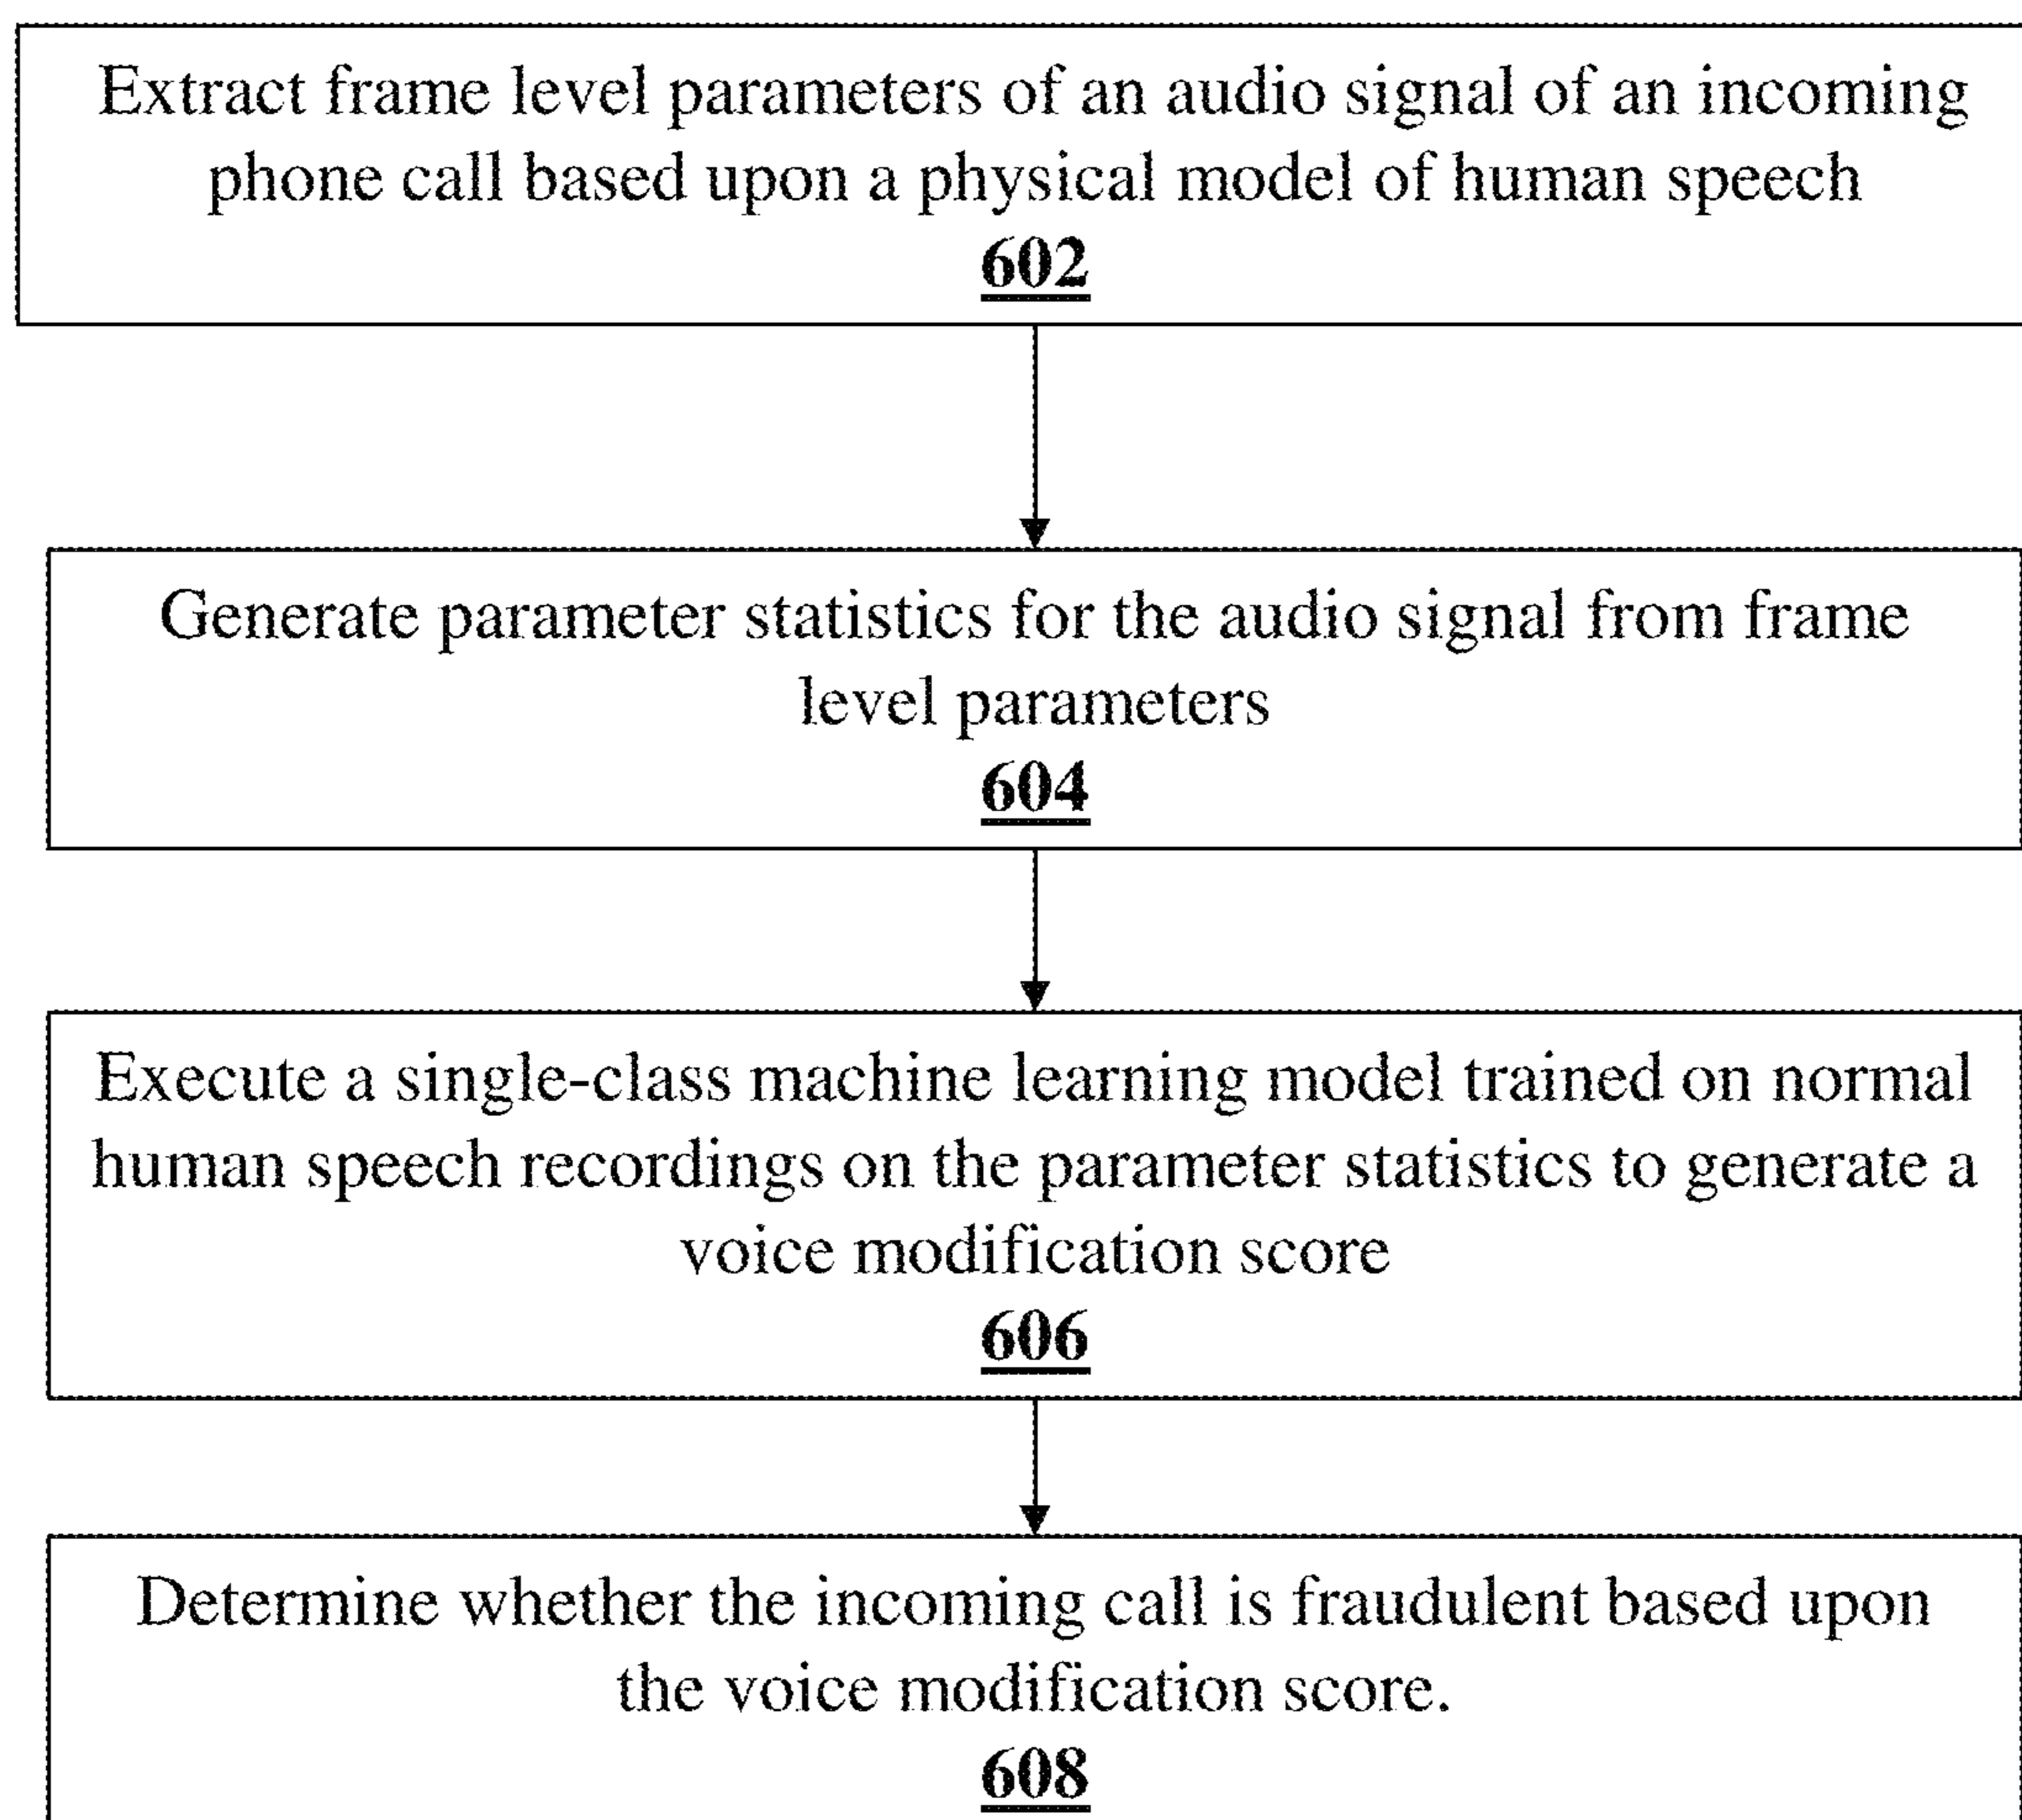 Extract frame level parameters of an audio signal of an incoming
phone call based upon a physical model of human speech
602
Generate parameter statistics for the audio signal from frame
level parameters
604
Execute a single-class machine learning model trained on normal
human speech recordings on the parameter statistics to generate a
voice modification score
606
Determine whether the incoming call is fraudulent based upon
the voice modification score.
608